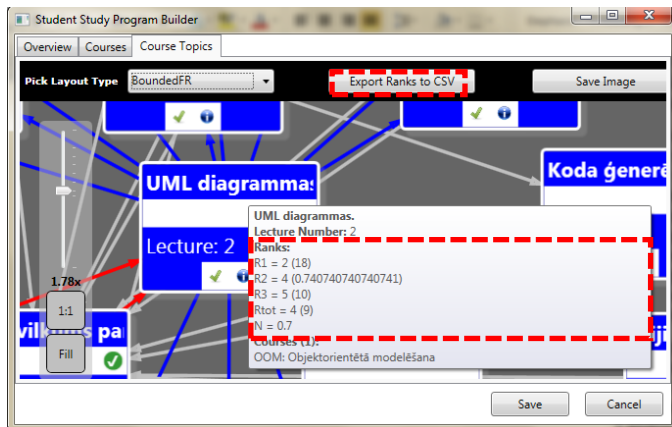 Student Study Program Builder
Overview Courses Course Topics
Pick Layout Type BoundedFR Export Ranks to CSV Save Image
UML diagrammas
Koda
Lecture: 2
UML diagrammas.
Lecture Number: 2
Ranks:
R1 = 2 (18)
R2 = 4 (0.740740740740741)
R3 = 5 (10)
Rtot = 4 (9)
N = 0.7
Courses (1):
OOM: Objektorientētā modelēšana
1.78x
1:1
Fill
Save Cancel